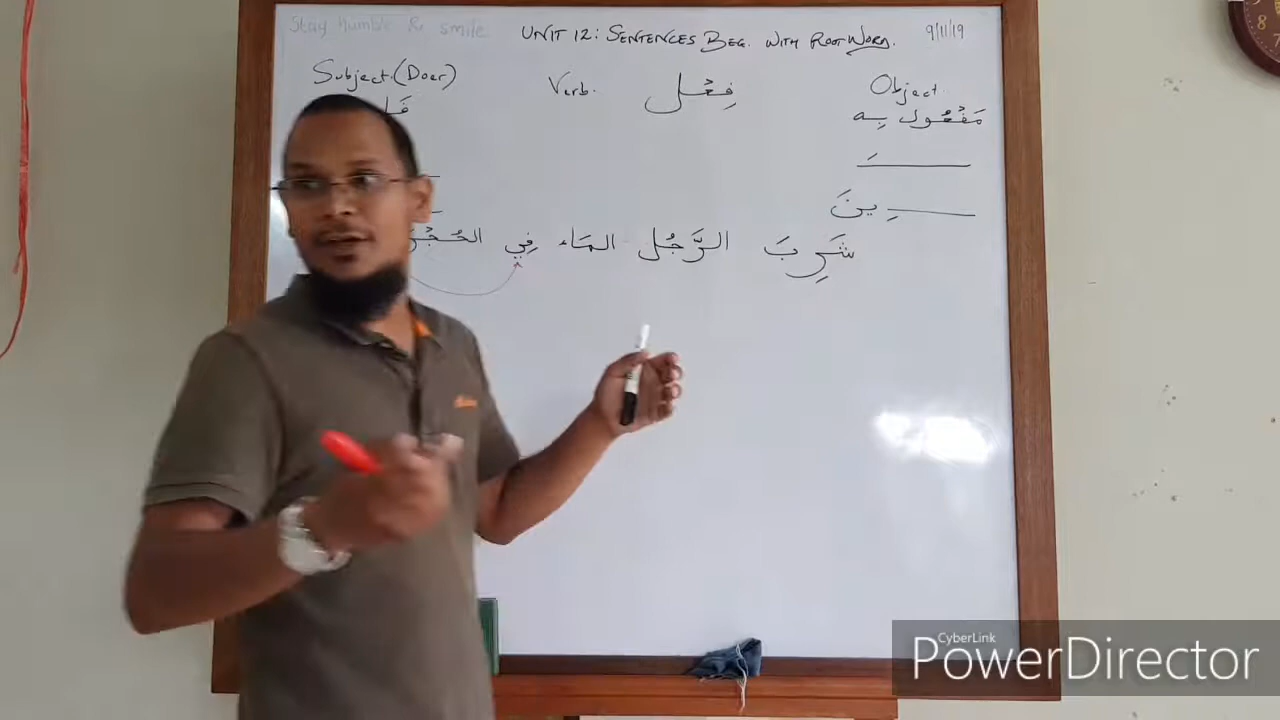 Stay humble & smile
UNIT 12: SENTENCES BEG. WITH ROOT WORD. 9/11/19
Subject.(Doer) Verb. فِعْل Object
مَفْعُول بِه
ـِينَ
شَرِبَ الرَّجُل المَاء فِي
CyberLink
PowerDirector